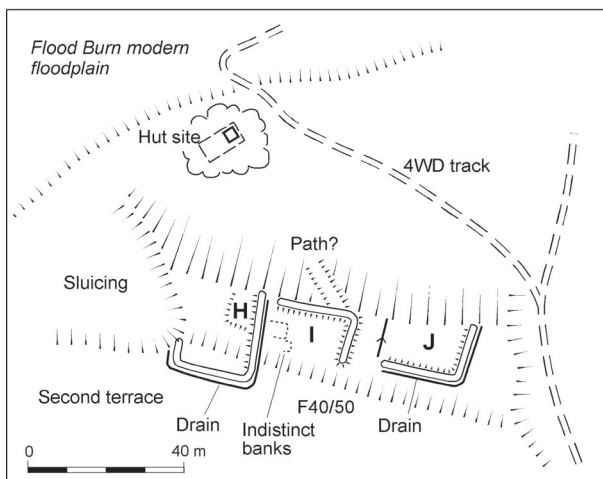 Flood Burn modern
floodplain
Hut site
4WD track
Path?
Sluicing
H
I
J
Second terrace
F40/50
Drain
Indistinct
banks
Drain
0
40 m